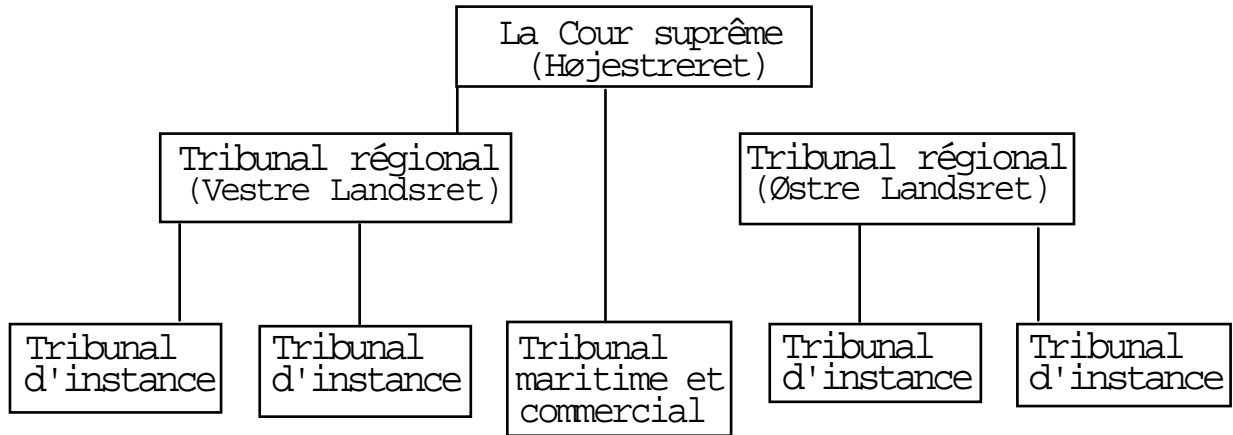 La Cour suprême
(Højestreret)
Tribunal régional
(Vestre Landsret)
Tribunal régional
(Østre Landsret)
Tribunal
d'instance
Tribunal
d'instance
Tribunal
maritime et
commercial
Tribunal
d'instance
Tribunal
d'instance